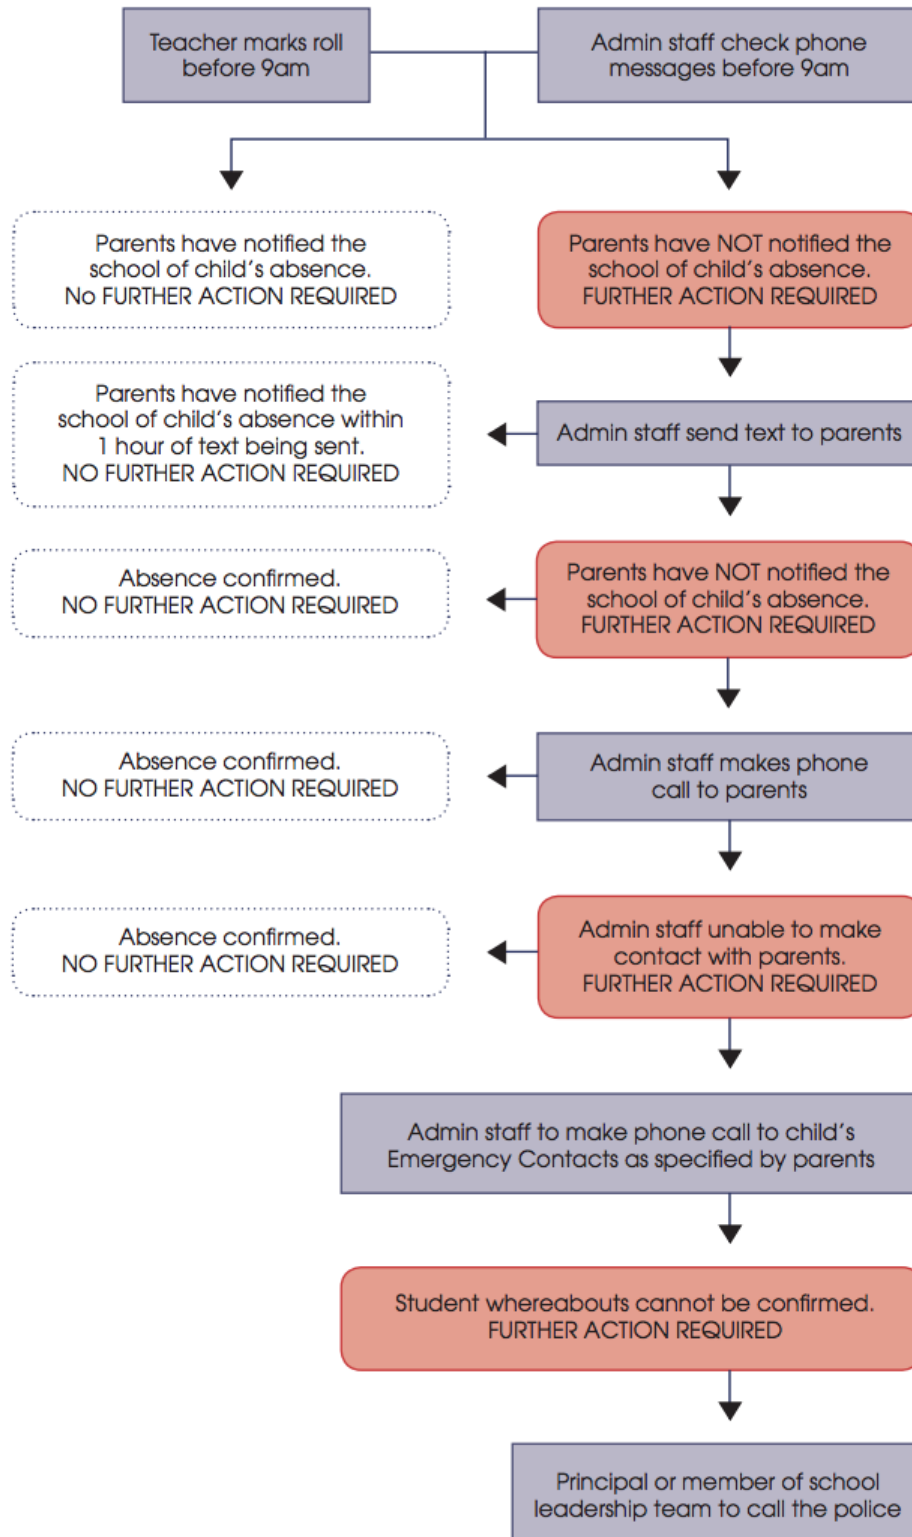 Teacher marks roll
before 9am
Admin staff check phone
messages before 9am
Parents have notified the
school of child's absence.
No FURTHER ACTION REQUIRED
Parents have NOT notified the
school of child's absence.
FURTHER ACTION REQUIRED
Parents have notified the
school of child's absence within
1 hour of text being sent.
NO FURTHER ACTION REQUIRED
Admin staff send text to parents
Absence confirmed.
NO FURTHER ACTION REQUIRED
Parents have NOT notified the
school of child's absence.
FURTHER ACTION REQUIRED
Absence confirmed.
NO FURTHER ACTION REQUIRED
Admin staff makes phone
call to parents
Absence confirmed.
NO FURTHER ACTION REQUIRED
Admin staff unable to make
contact with parents.
FURTHER ACTION REQUIRED
Admin staff to make phone call to child's
Emergency Contacts as specified by parents
Student whereabouts cannot be confirmed.
FURTHER ACTION REQUIRED
Principal or member of school
leadership team to call the police